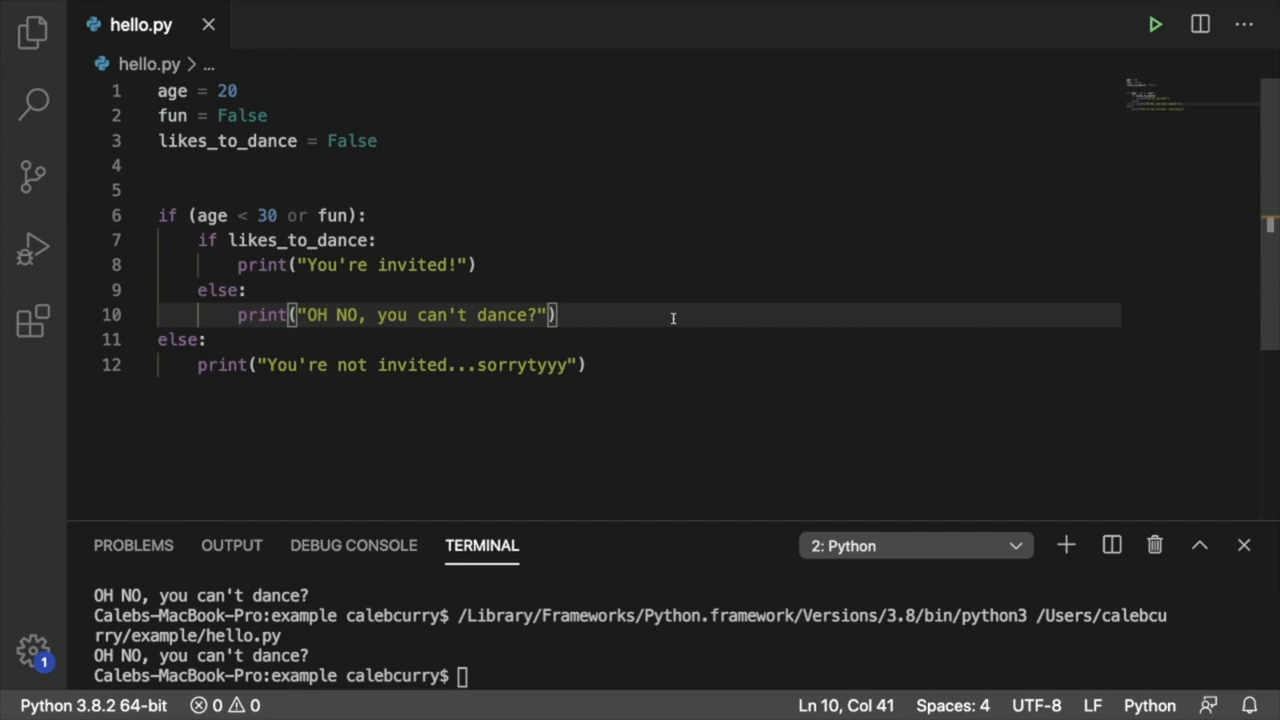 hello.py
hello.py > ...
1 age = 20
2 fun = False
3 likes_to_dance = False
4
5
6 if (age < 30 or fun):
7 if likes_to_dance:
8 print("You're invited!")
9 else:
10 print("OH NO, you can't dance?")
11 else:
12 print("You're not invited...sorrytyyy")
PROBLEMS OUTPUT DEBUG CONSOLE TERMINAL 2: Python
OH NO, you can't dance?
Calebs-MacBook-Pro:example calebcurry$ /Library/Frameworks/Python.framework/Versions/3.8/bin/python3 /Users/calebcu
rry/example/hello.py
OH NO, you can't dance?
Calebs-MacBook-Pro:example calebcurry$
1
Python 3.8.2 64-bit 0 0 Ln 10, Col 41 Spaces: 4 UTF-8 LF Python